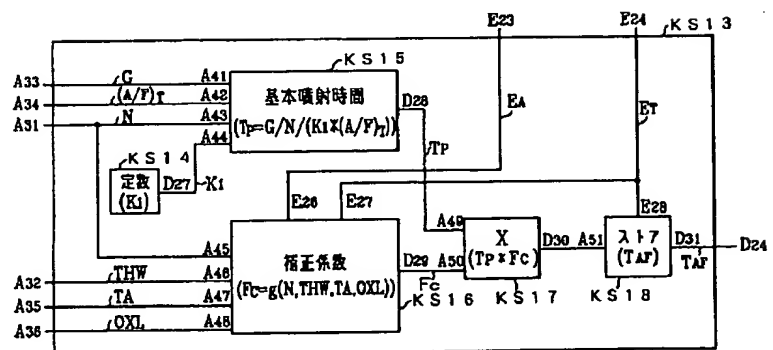 E23
E24
KS13
KS15
A33
G
A41
A34
(A/F)T
A42
A31
N
A43
A44
基本噴射時間
(TP=G/N/(K1*(A/F)T))
D28
EA
ET
TP
KS14
定数
(K1)
D27
K1
E26
E27
E28
A45
A32
THW
A46
A35
TA
A47
A36
OXL
A48
補正係数
(FC=g(N,THW,TA,OXL))
D29
KS16
A49
A50
FC
X
(TP*FC)
KS17
D30
A51
ストア
(TAF)
KS18
D31
TAF
D24